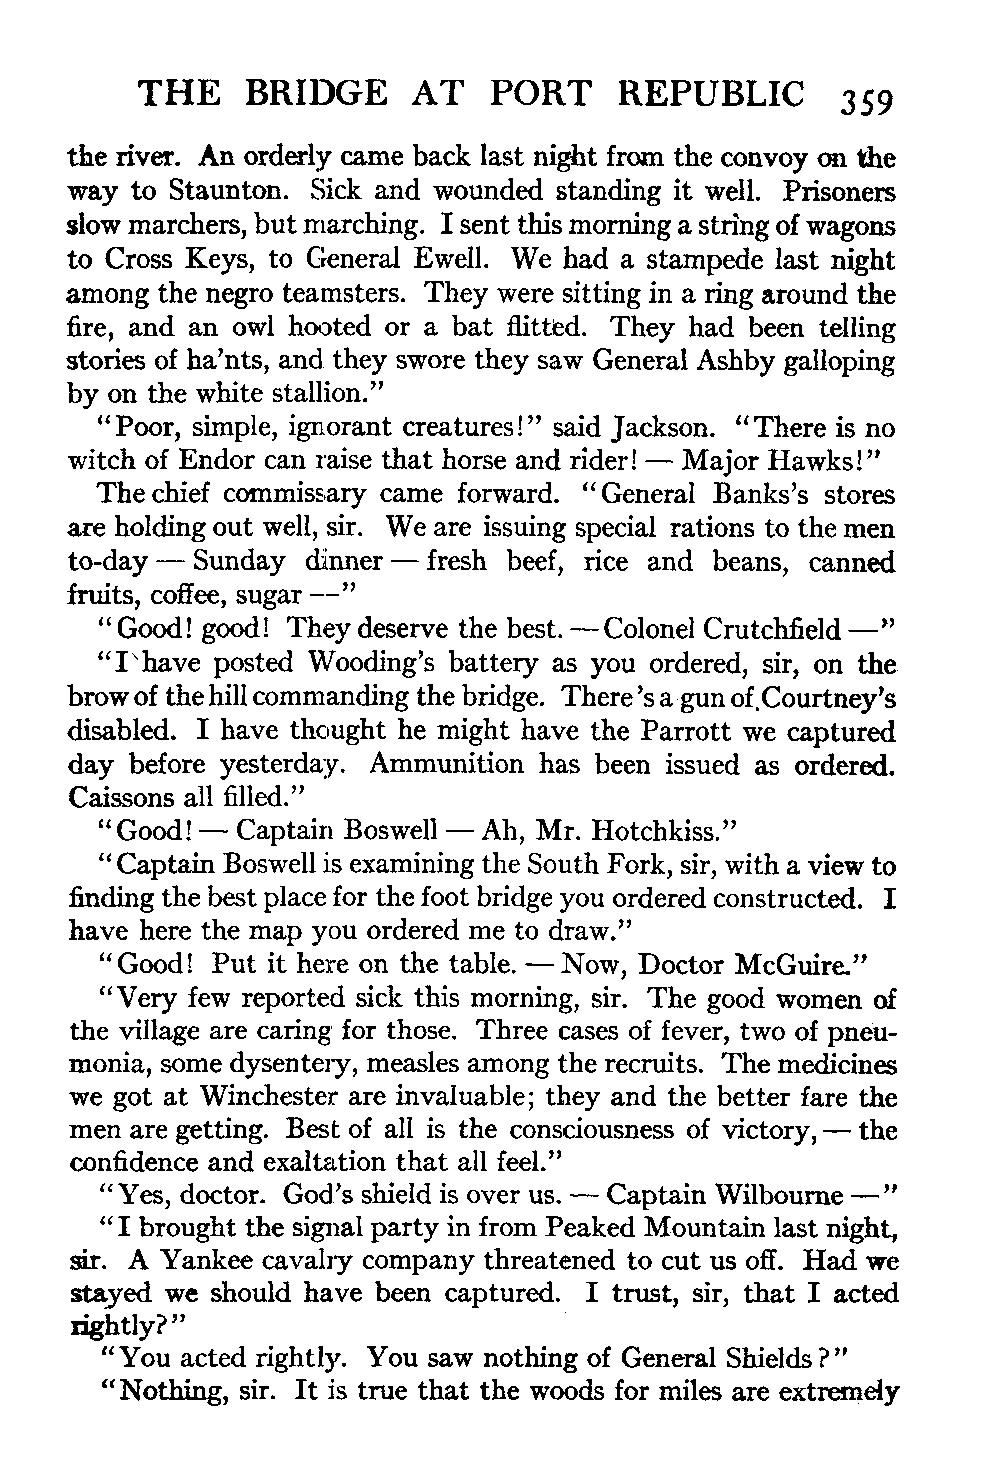 THE BRIDGE AT PORT REPUBLIC 359
the river. An orderly came back last night from the convoy on the
way to Staunton. Sick and wounded standing it well. Prisoners
slow marchers, but marching. I sent this morning a string of wagons
to Cross Keys, to General Ewell. We had a stampede last night
among the negro teamsters. They were sitting in a ring around the
fire, and an owl hooted or a bat flitted. They had been telling
stories of ha'nts, and they swore they saw General Ashby galloping
by on the white stallion."
"Poor, simple, ignorant creatures!" said Jackson. "There is no
witch of Endor can raise that horse and rider! — Major Hawks!"
The chief commissary came forward. "General Banks's stores
are holding out well, sir. We are issuing special rations to the men
to-day — Sunday dinner — fresh beef, rice and beans, canned
fruits, coffee, sugar —"
"Good! good! They deserve the best. — Colonel Crutchfield —"
"I have posted Wooding's battery as you ordered, sir, on the
brow of the hill commanding the bridge. There's a gun of Courtney's
disabled. I have thought he might have the Parrott we captured
day before yesterday. Ammunition has been issued as ordered.
Caissons all filled."
"Good! — Captain Boswell — Ah, Mr. Hotchkiss."
"Captain Boswell is examining the South Fork, sir, with a view to
finding the best place for the foot bridge you ordered constructed. I
have here the map you ordered me to draw."
"Good! Put it here on the table. — Now, Doctor McGuire."
"Very few reported sick this morning, sir. The good women of
the village are caring for those. Three cases of fever, two of pneu-
monia, some dysentery, measles among the recruits. The medicines
we got at Winchester are invaluable; they and the better fare the
men are getting. Best of all is the consciousness of victory, — the
confidence and exaltation that all feel."
"Yes, doctor. God's shield is over us. — Captain Wilbourne —"
"I brought the signal party in from Peaked Mountain last night,
sir. A Yankee cavalry company threatened to cut us off. Had we
stayed we should have been captured. I trust, sir, that I acted
rightly?"
"You acted rightly. You saw nothing of General Shields?"
"Nothing, sir. It is true that the woods for miles are extremely